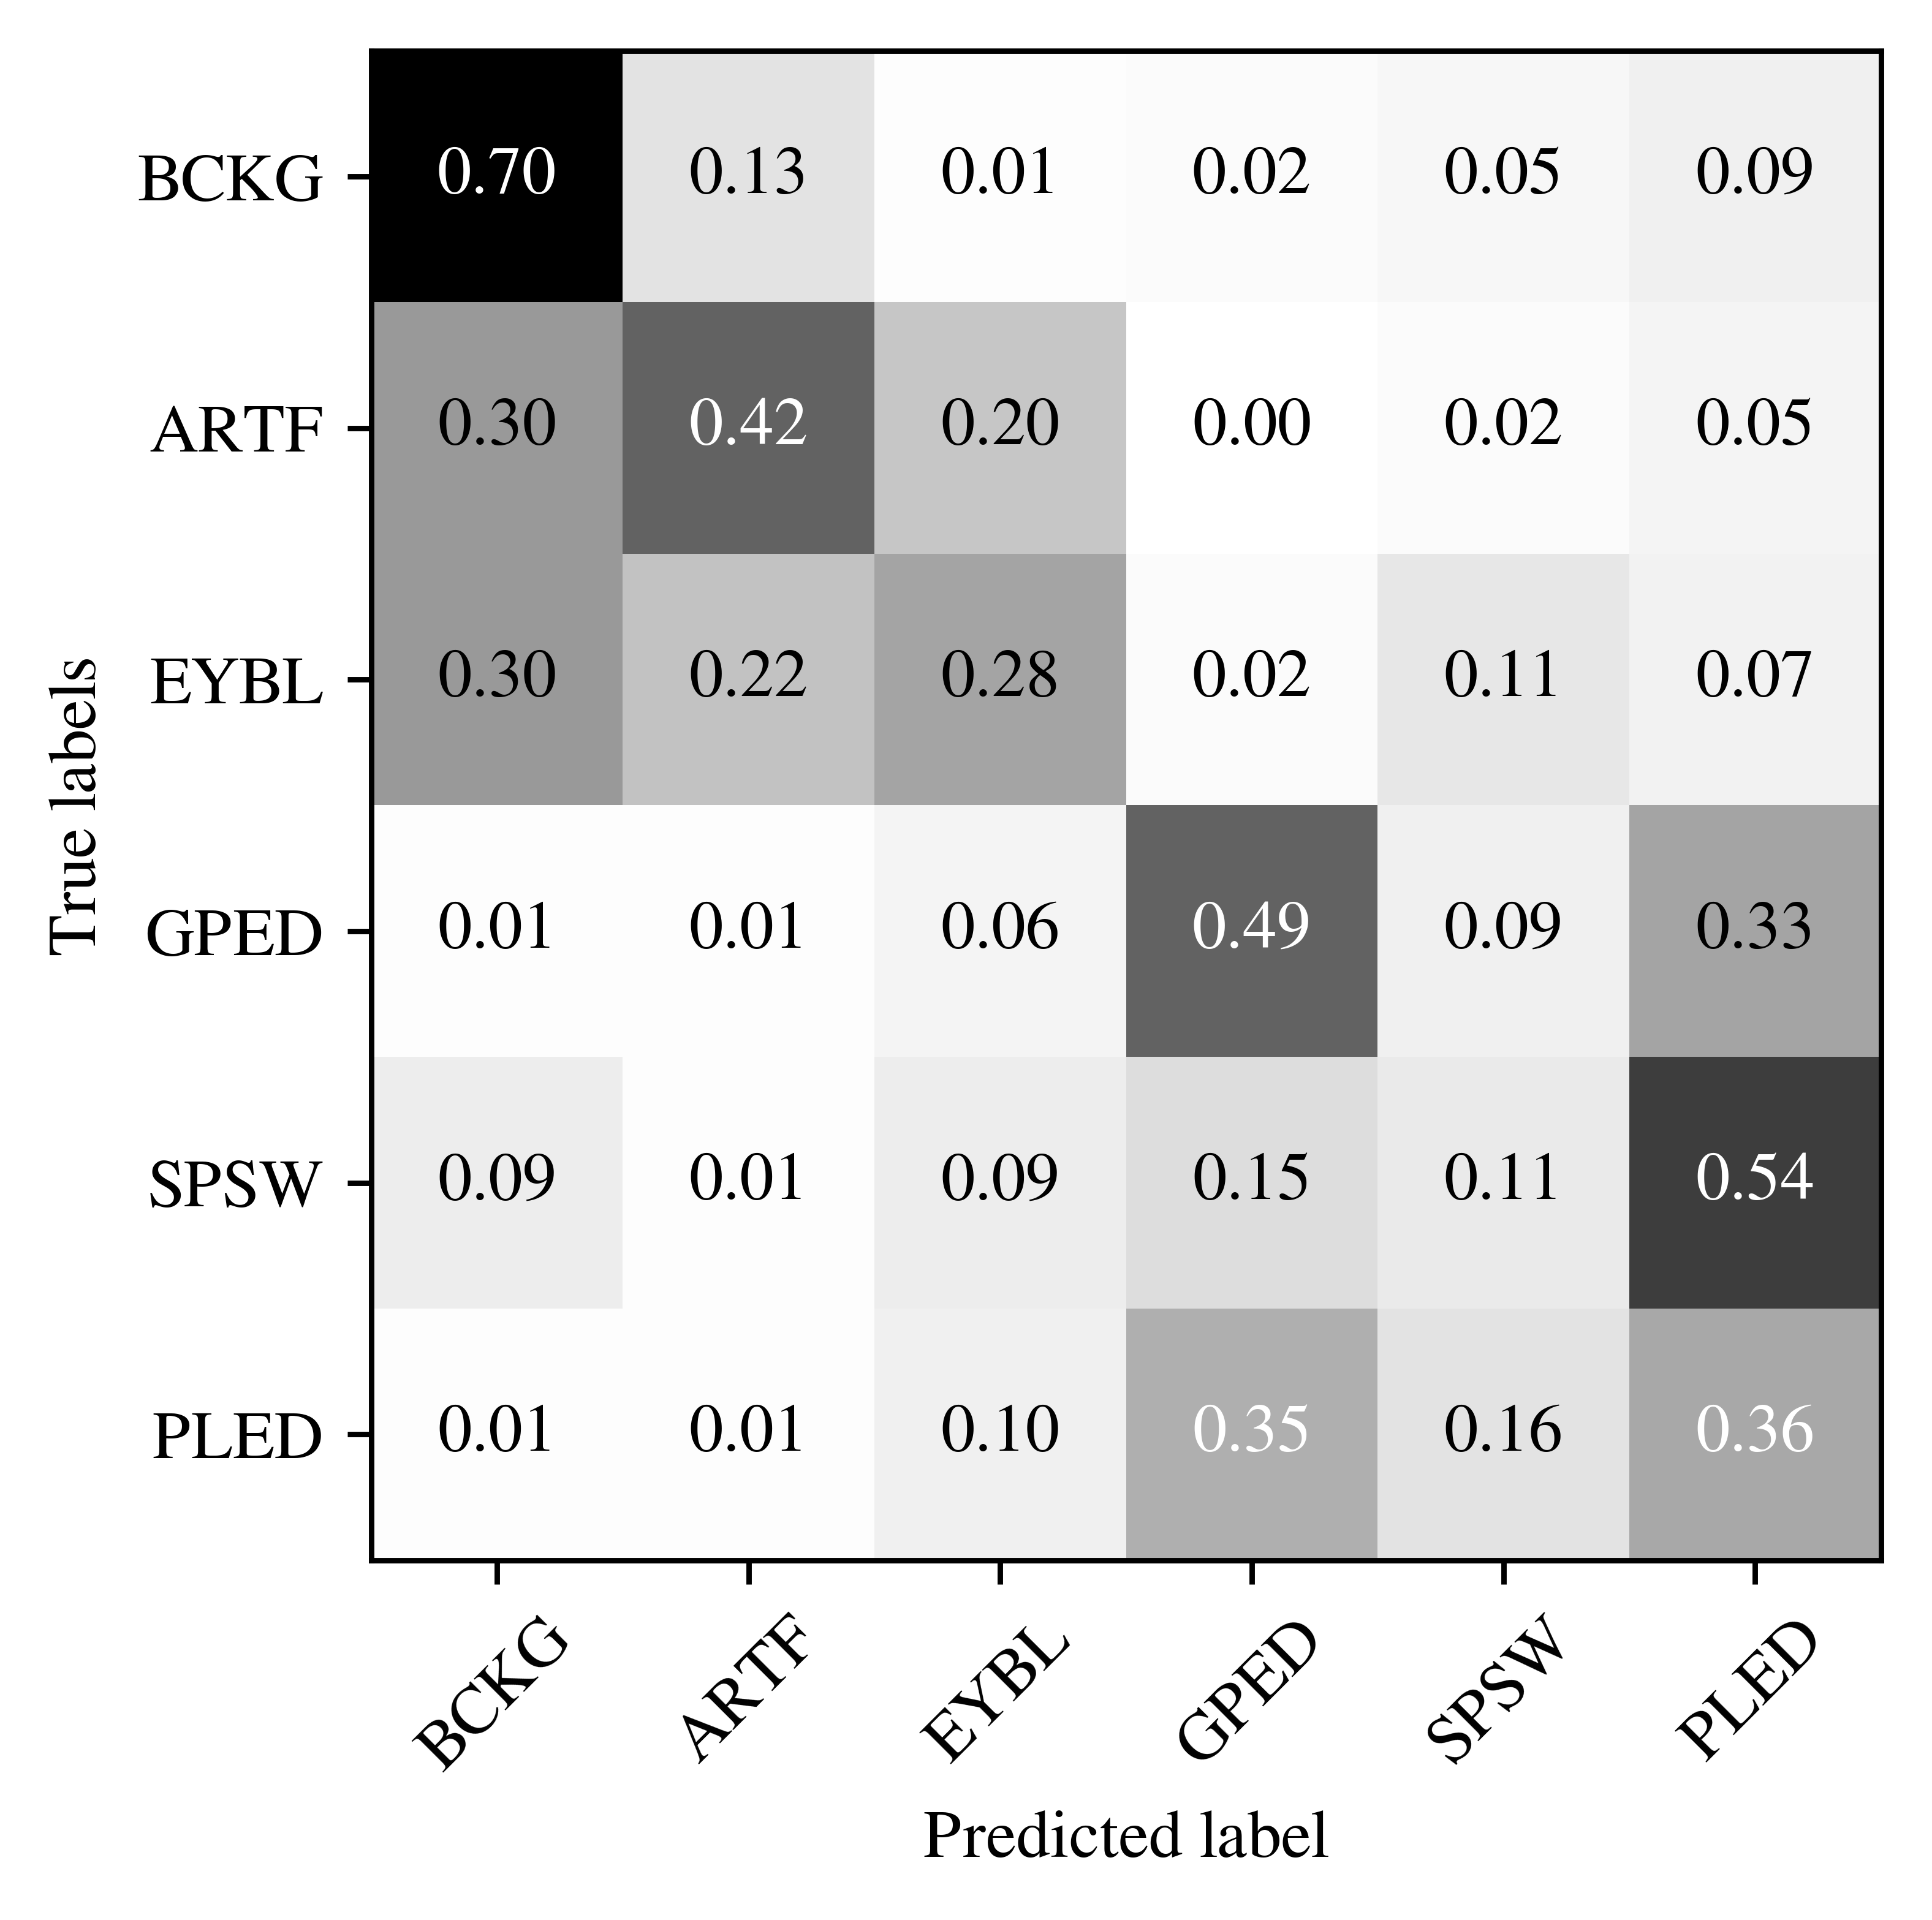 True labels
BCKG 0.70 0.13 0.01 0.02 0.05 0.09
ARTF 0.30 0.42 0.20 0.00 0.02 0.05
EYBL 0.30 0.22 0.28 0.02 0.11 0.07
GPED 0.01 0.01 0.06 0.49 0.09 0.33
SPSW 0.09 0.01 0.09 0.15 0.11 0.54
PLED 0.01 0.01 0.10 0.35 0.16 0.36
BCKG ARTF EYBL GPED SPSW PLED
Predicted label